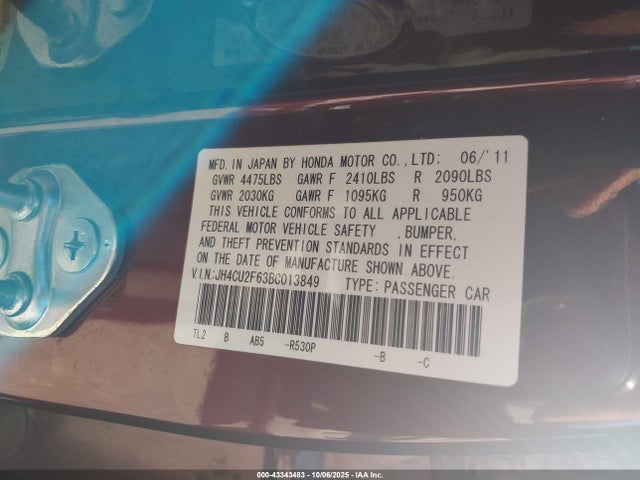 MFD. IN JAPAN BY HONDA MOTOR CO.,LTD; 06/'11
GVWR 4475LBS GAWR F 2410LBS R 2090LBS
GVWR 2030KG GAWR F 1095KG R 950KG
THIS VEHICLE CONFORMS TO ALL APPLICABLE
FEDERAL MOTOR VEHICLE SAFETY ,BUMPER,
AND THEFT PREVENTION STANDARDS IN EFFECT
ON THE DATE OF MANUFACTURE SHOWN ABOVE.
V.I.N:JH4CU2F63BC013849 TYPE: PASSENGER CAR
TL2 B AB5 -R530P -B -C
000-43343483 - 10/06/2025 - IAA Inc.